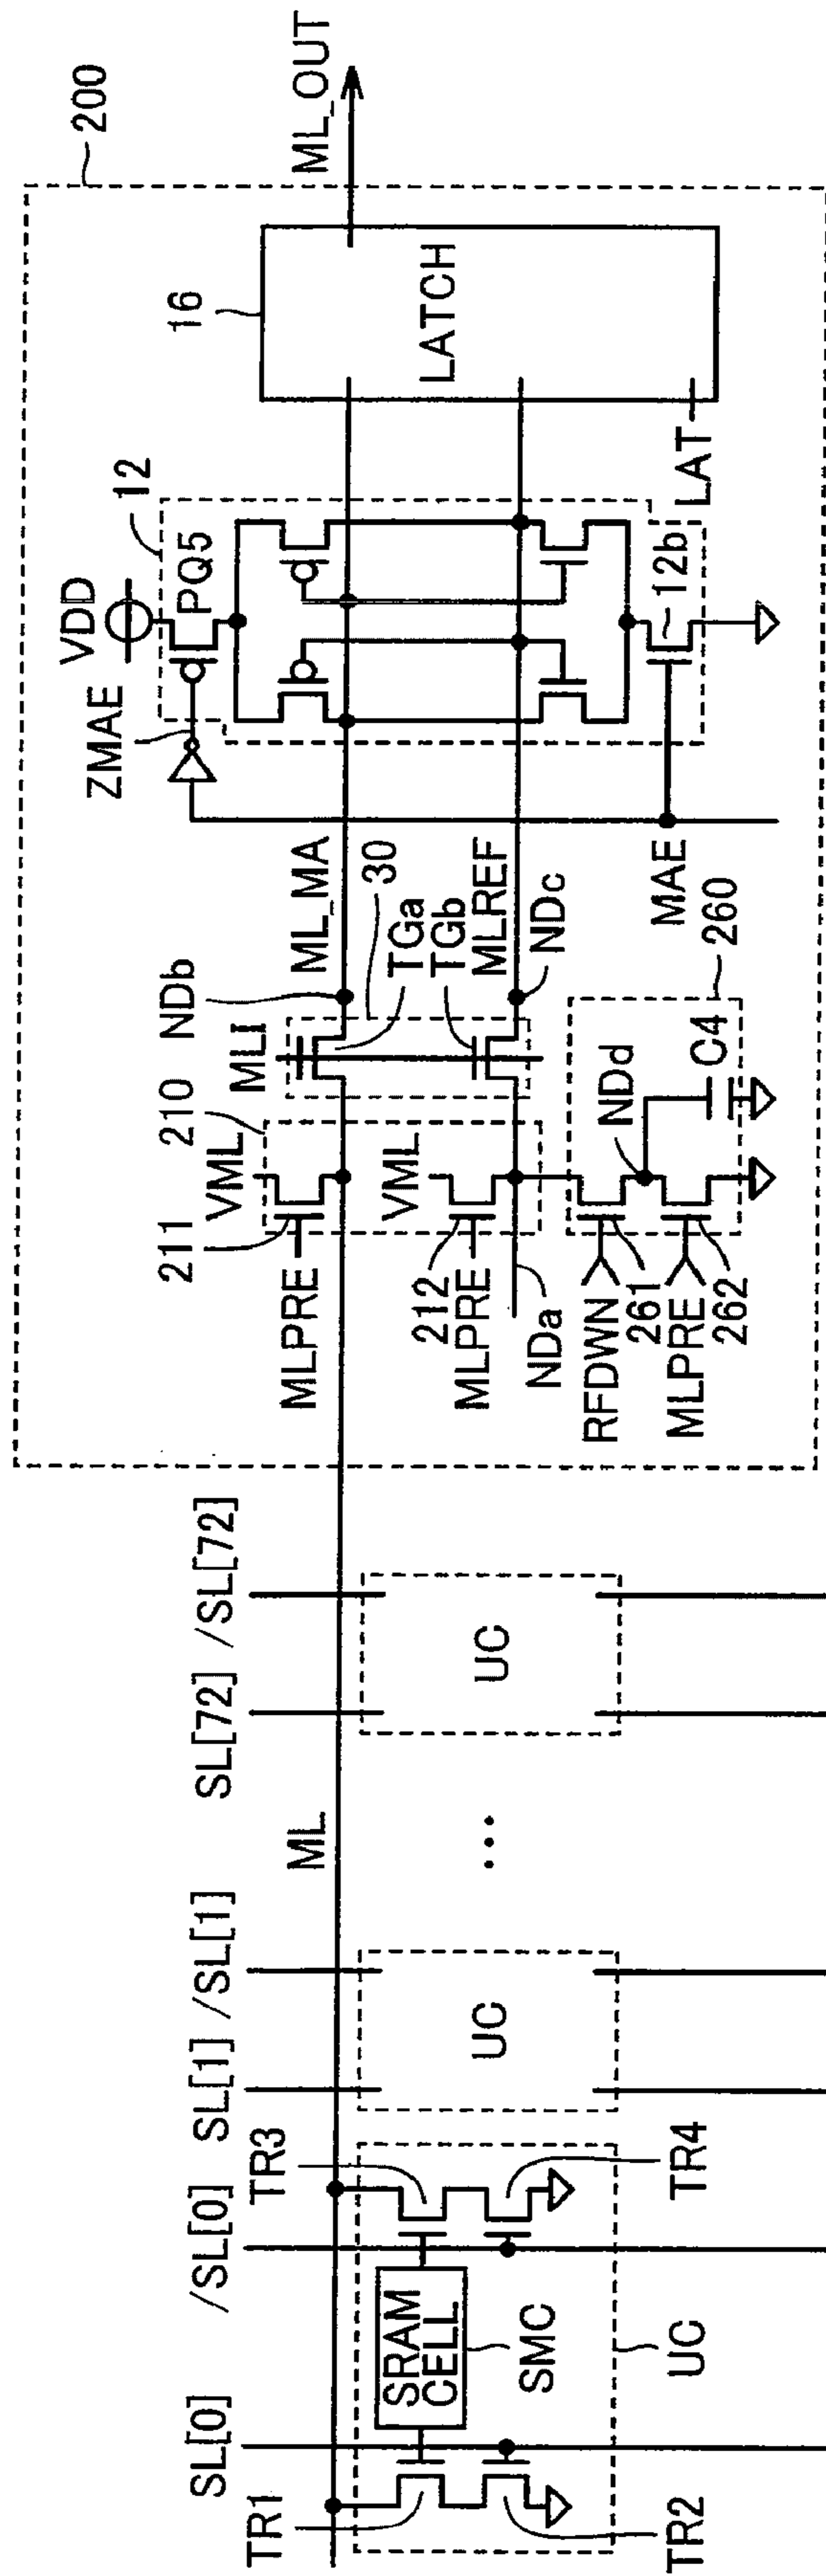 200
ML_OUT
16
LATCH
LAT
12
VDD
PQ5
ZMAE
12b
MAE
ML_MA
30
TGa
TGb
MLREF
NDb
NDc
MLI
260
C4
NDd
210
VML
VML
211
MLPRE
212
MLPRE
NDa
RFDWN
261
MLPRE
262
SL[72] /SL[72]
UC
ML
...
SL[1] /SL[1]
UC
SL[0]
/SL[0]
TR3
TR4
SRAM
CELL
SMC
UC
TR1
TR2